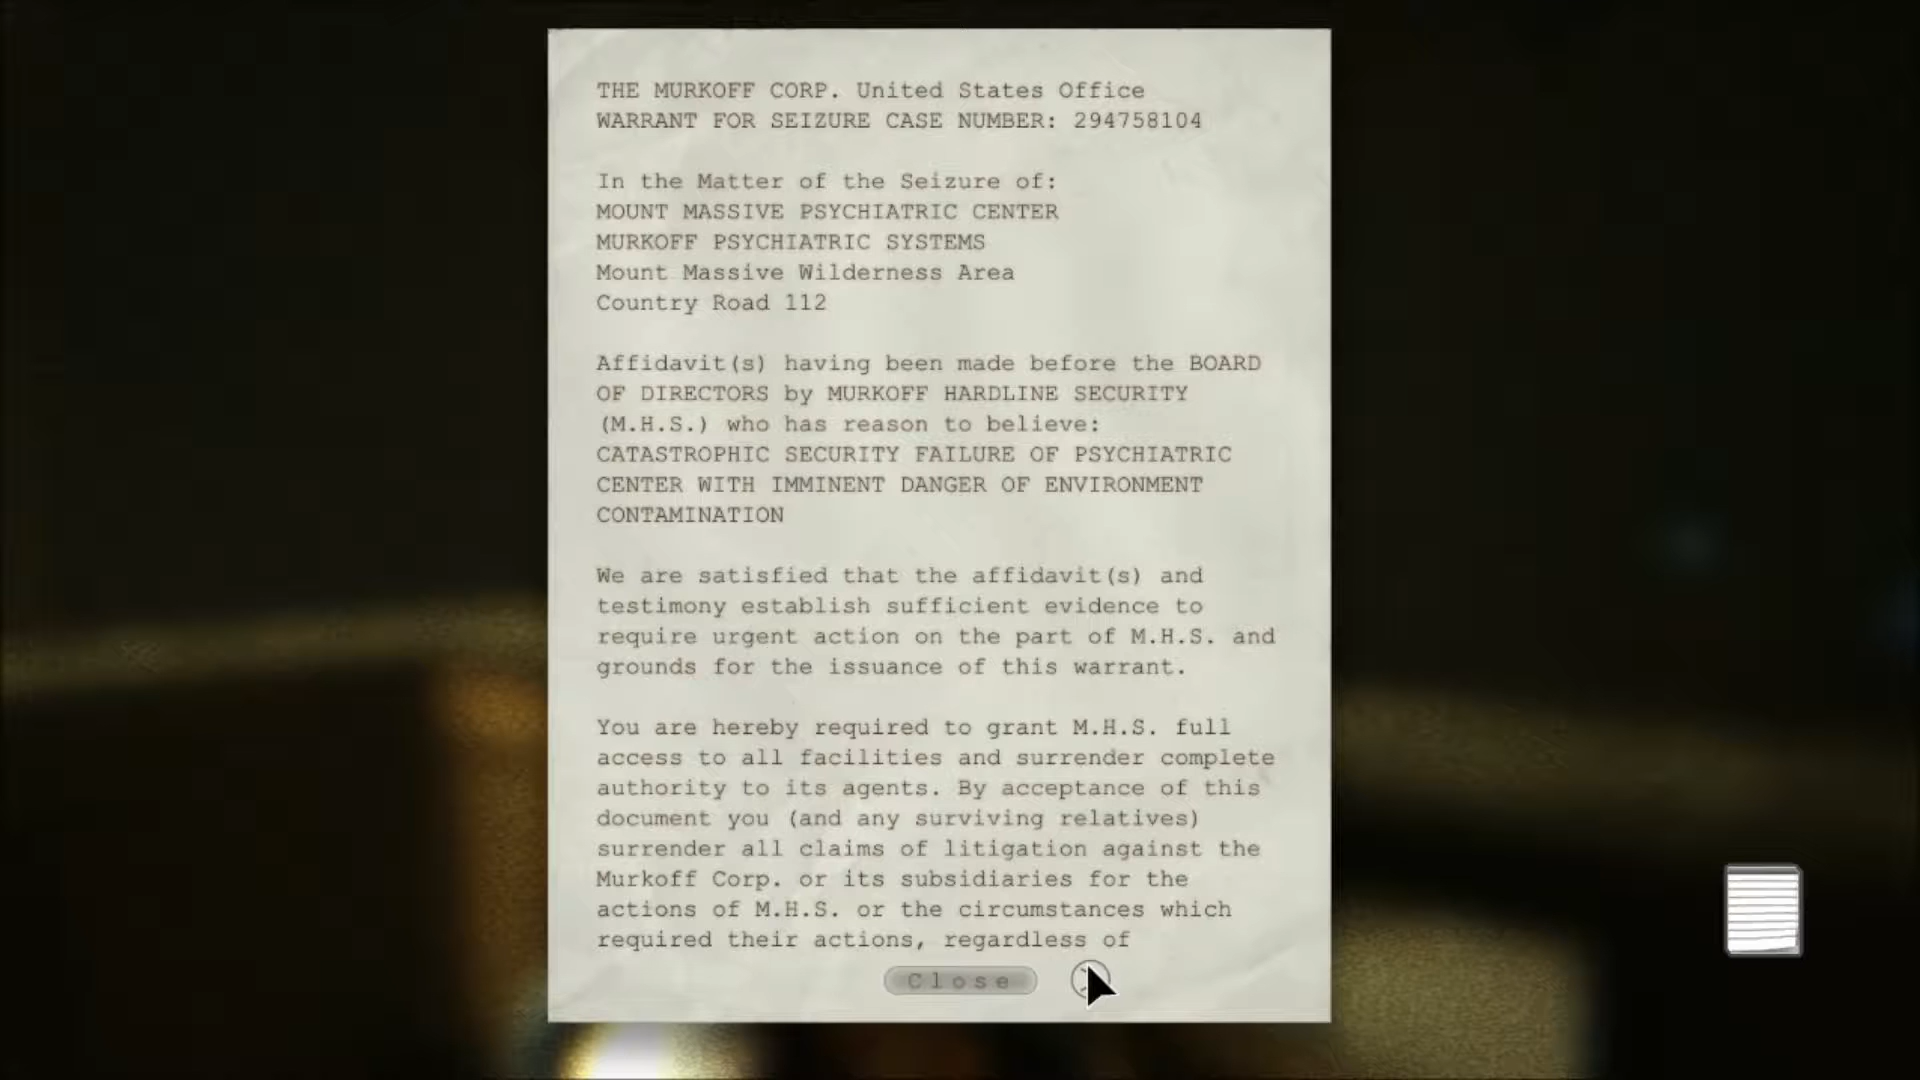 THE MURKOFF CORP. United States Office
WARRANT FOR SEIZURE CASE NUMBER: 294758104
In the Matter of the Seizure of:
MOUNT MASSIVE PSYCHIATRIC CENTER
MURKOFF PSYCHIATRIC SYSTEMS
Mount Massive Wilderness Area
Country Road 112
Affidavit(s) having been made before the BOARD
OF DIRECTORS by MURKOFF HARDLINE SECURITY
(M.H.S.) who has reason to believe:
CATASTROPHIC SECURITY FAILURE OF PSYCHIATRIC
CENTER WITH IMMINENT DANGER OF ENVIRONMENT
CONTAMINATION
We are satisfied that the affidavit(s) and
testimony establish sufficient evidence to
require urgent action on the part of M.H.S. and
grounds for the issuance of this warrant.
You are hereby required to grant M.H.S. full
access to all facilities and surrender complete
authority to its agents. By acceptance of this
document you (and any surviving relatives)
surrender all claims of litigation against the
Murkoff Corp. or its subsidiaries for the
actions of M.H.S. or the circumstances which
required their actions, regardless of
Close